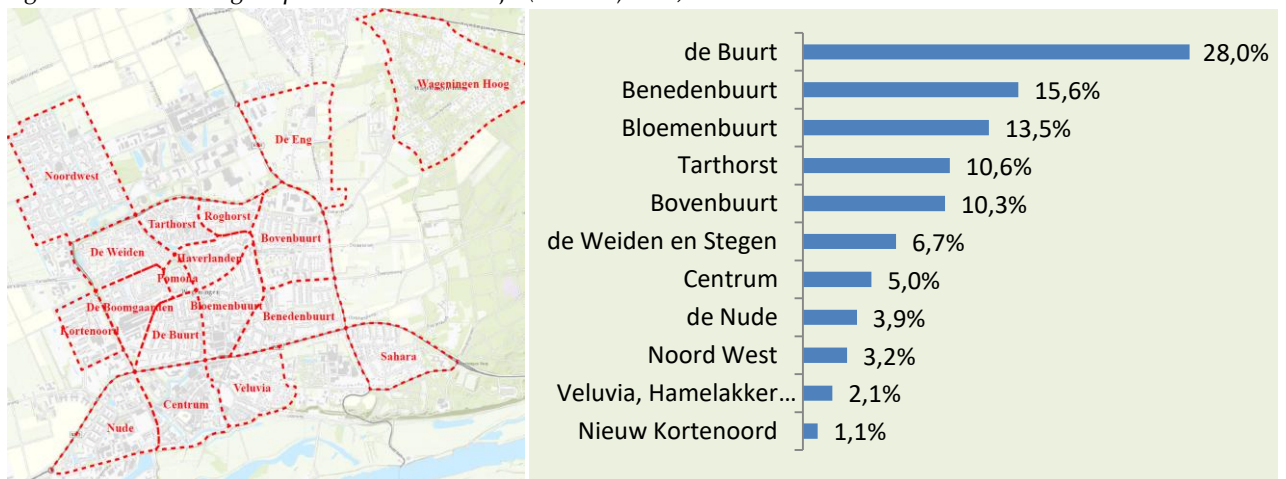 Wageningen Hoog
De Eng
Noordwest
Roghorst
Tarthorst
Bovenbuurt
De Weiden
Haverlanden
Pomona
De Boomgaarden
Bloemenbuurt
Kortenoord
De Buurt
Benedenbuurt
Sahara
Veluvia
Centrum
Nude
de Buurt 28,0%
Benedenbuurt 15,6%
Bloemenbuurt 13,5%
Tarthorst 10,6%
Bovenbuurt 10,3%
de Weiden en Stegen 6,7%
Centrum 5,0%
de Nude 3,9%
Noord West 3,2%
Veluvia, Hamelakker... 2,1%
Nieuw Kortenoord 1,1%